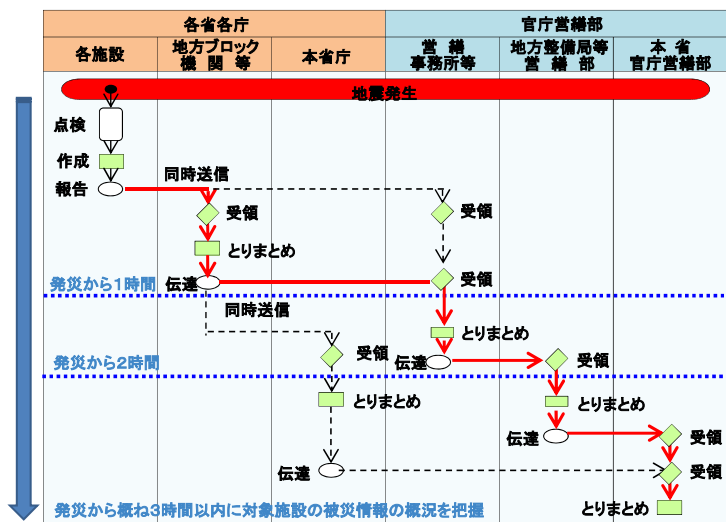 各省各庁
官庁営繕部
各施設
地方ブロック
機関等
本省庁
営繕
事務所等
地方整備局等
営繕部
本省
官庁営繕部
地震発生
点検
作成
報告
同時送信
受領
受領
とりまとめ
伝達
受領
発災から1時間
同時送信
とりまとめ
受領
伝達
受領
発災から2時間
とりまとめ
とりまとめ
伝達
受領
伝達
受領
とりまとめ
発災から概ね3時間以内に対象施設の被災情報の概況を把握